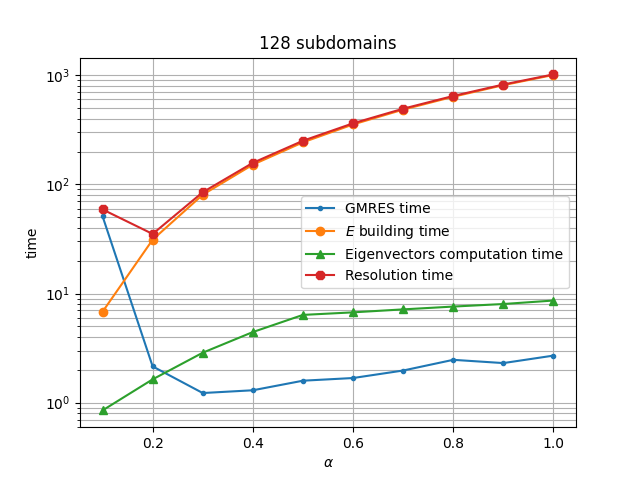 128 subdomains
time
10³
10²
10¹
10⁰
GMRES time
E building time
Eigenvectors computation time
Resolution time
0.2 0.4 0.6 0.8 1.0
α